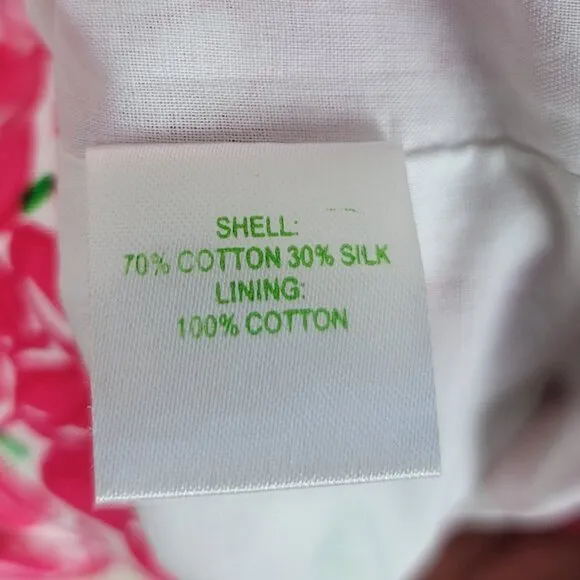 SHELL:
70% COTTON 30% SILK
LINING:
100% COTTON